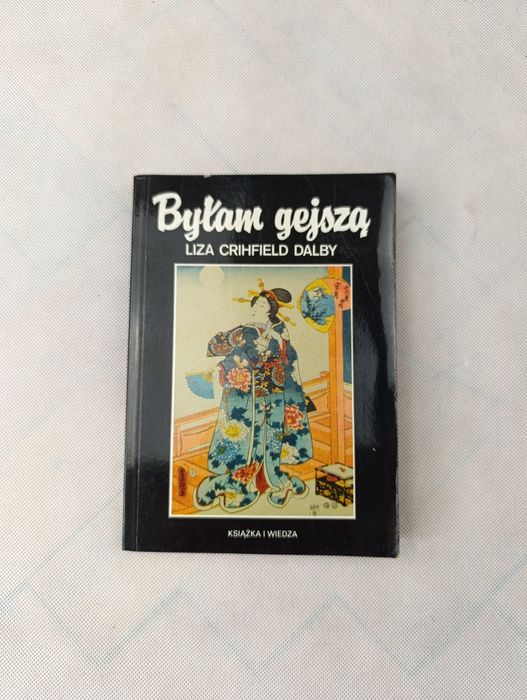 Byłam gejszą
LIZA CRIHFIELD DALBY
KSIĄŻKA I WIEDZA